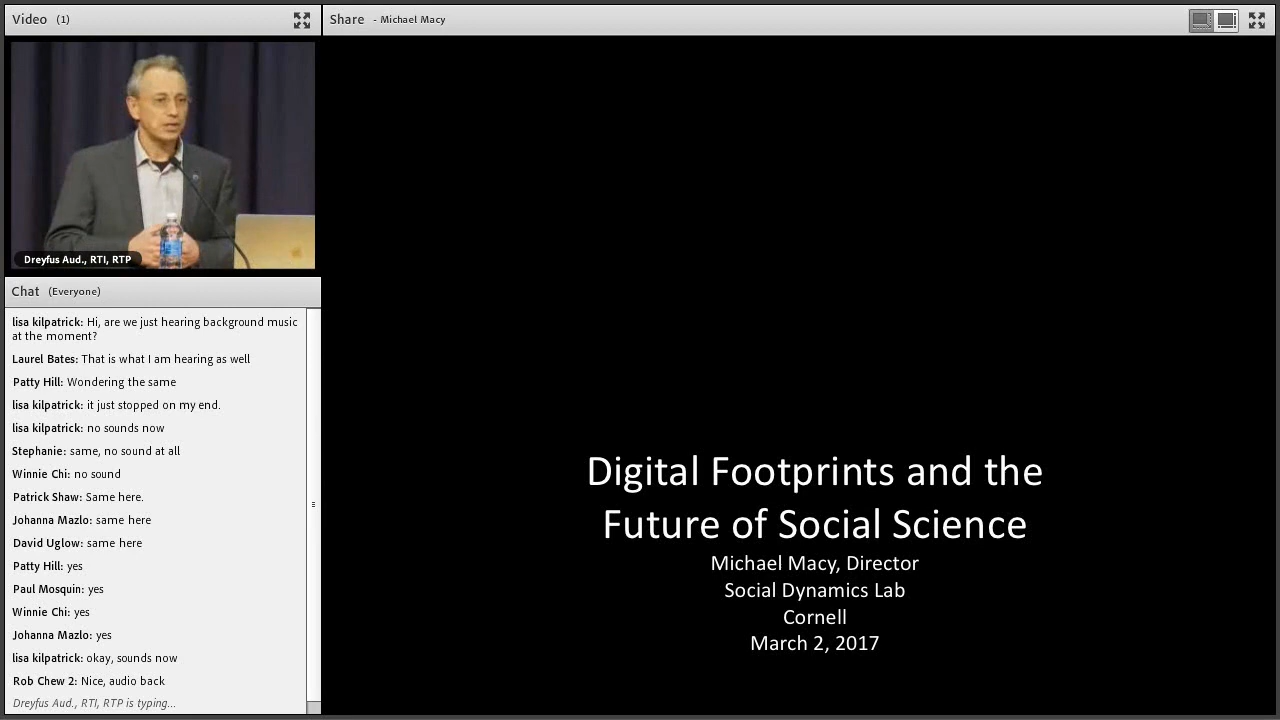 Video (1)
Share - Michael Macy
Dreyfus Aud., RTI, RTP
Chat (Everyone)
lisa kilpatrick: Hi, are we just hearing background music
at the moment?
Laurel Bates: That is what I am hearing as well
Patty Hill: Wondering the same
lisa kilpatrick: it just stopped on my end.
lisa kilpatrick: no sounds now
Stephanie: same, no sound at all
Winnie Chi: no sound
Patrick Shaw: Same here.
Johanna Mazlo: same here
David Uglow: same here
Patty Hill: yes
Paul Mosquin: yes
Winnie Chi: yes
Johanna Mazlo: yes
lisa kilpatrick: okay, sounds now
Rob Chew 2: Nice, audio back
Dreyfus Aud., RTI, RTP is typing...
Digital Footprints and the
Future of Social Science
Michael Macy, Director
Social Dynamics Lab
Cornell
March 2, 2017